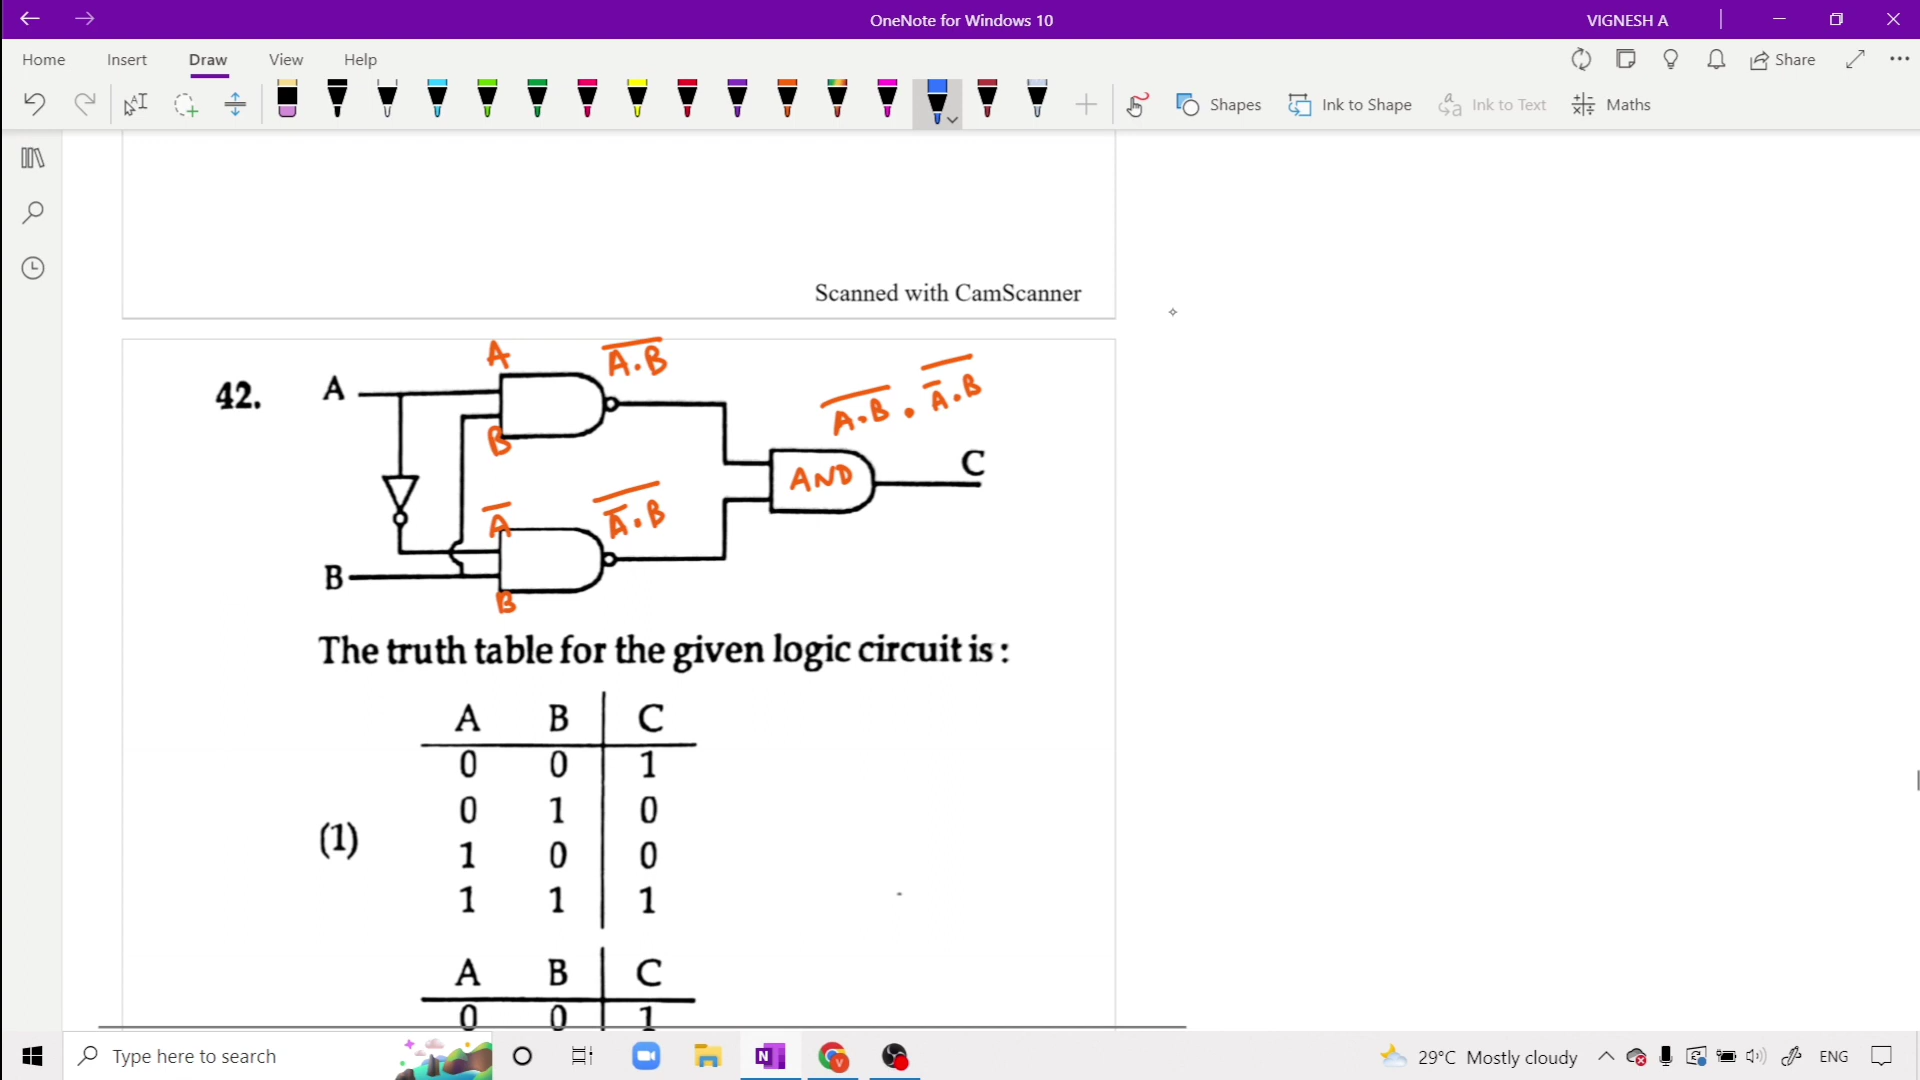 OneNote for Windows 10
VIGNESH A
Home Insert Draw View Help
Share
Shapes Ink to Shape Ink to Text Maths
Scanned with CamScanner
42.
A
A
B
A̅.̅B̅
A̅
B
A̅̅.̅B̅
A̅.̅B̅ . A̅̅.̅B̅
AND
C
B
The truth table for the given logic circuit is :
A B C
0 0 1
0 1 0
(1)
1 0 0
1 1 1
A B C
0 0 1
Type here to search
N
29°C Mostly cloudy
ENG